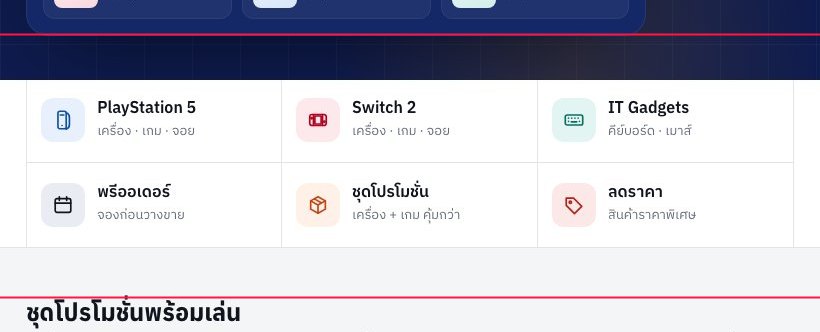 PlayStation 5
เครื่อง · เกม · จอย
Switch 2
เครื่อง · เกม · จอย
IT Gadgets
คีย์บอร์ด · เมาส์
พรีออเดอร์
จองก่อนวางขาย
ชุดโปรโมชั่น
เครื่อง + เกม คุ้มกว่า
ลดราคา
สินค้าราคาพิเศษ
ชุดโปรโมชั่นพร้อมเล่น